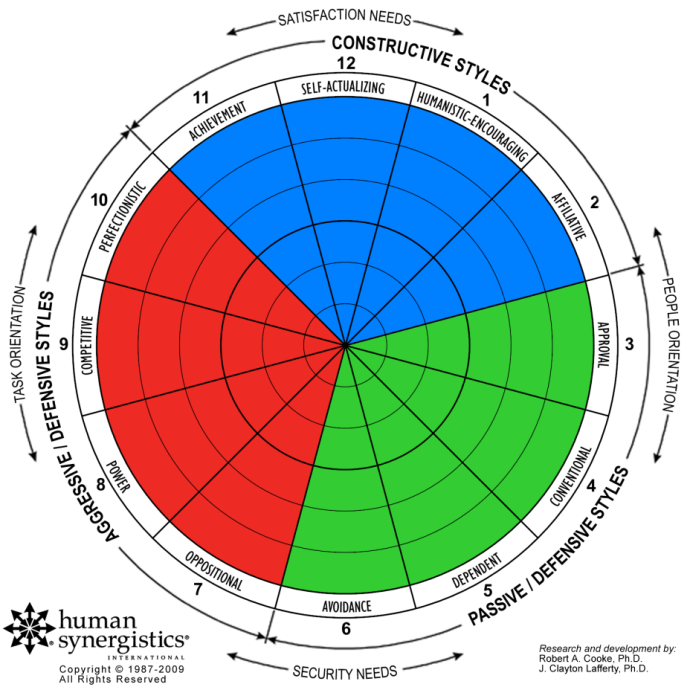 SATISFACTION NEEDS
CONSTRUCTIVE STYLES
12
SELF-ACTUALIZING
1
HUMANISTIC-ENCOURAGING
2
AFFILIATIVE
PEOPLE ORIENTATION
3
APPROVAL
4
CONVENTIONAL
PASSIVE / DEFENSIVE STYLES
5
DEPENDENT
6
AVOIDANCE
SECURITY NEEDS
7
OPPOSITIONAL
8
POWER
AGGRESSIVE / DEFENSIVE STYLES
9
COMPETITIVE
TASK ORIENTATION
10
PERFECTIONISTIC
11
ACHIEVEMENT
human
synergistics®
INTERNATIONAL
Copyright © 1987-2009
All Rights Reserved
Research and development by:
Robert A. Cooke, Ph.D.
J. Clayton Lafferty, Ph.D.